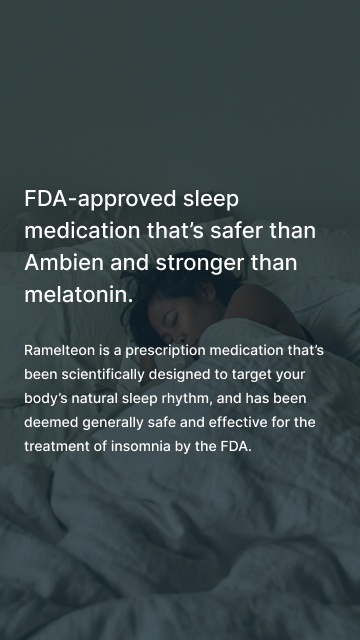 FDA-approved sleep
medication that’s safer than
Ambien and stronger than
melatonin.
Ramelteon is a prescription medication that’s
been scientifically designed to target your
body’s natural sleep rhythm, and has been
deemed generally safe and effective for the
treatment of insomnia by the FDA.